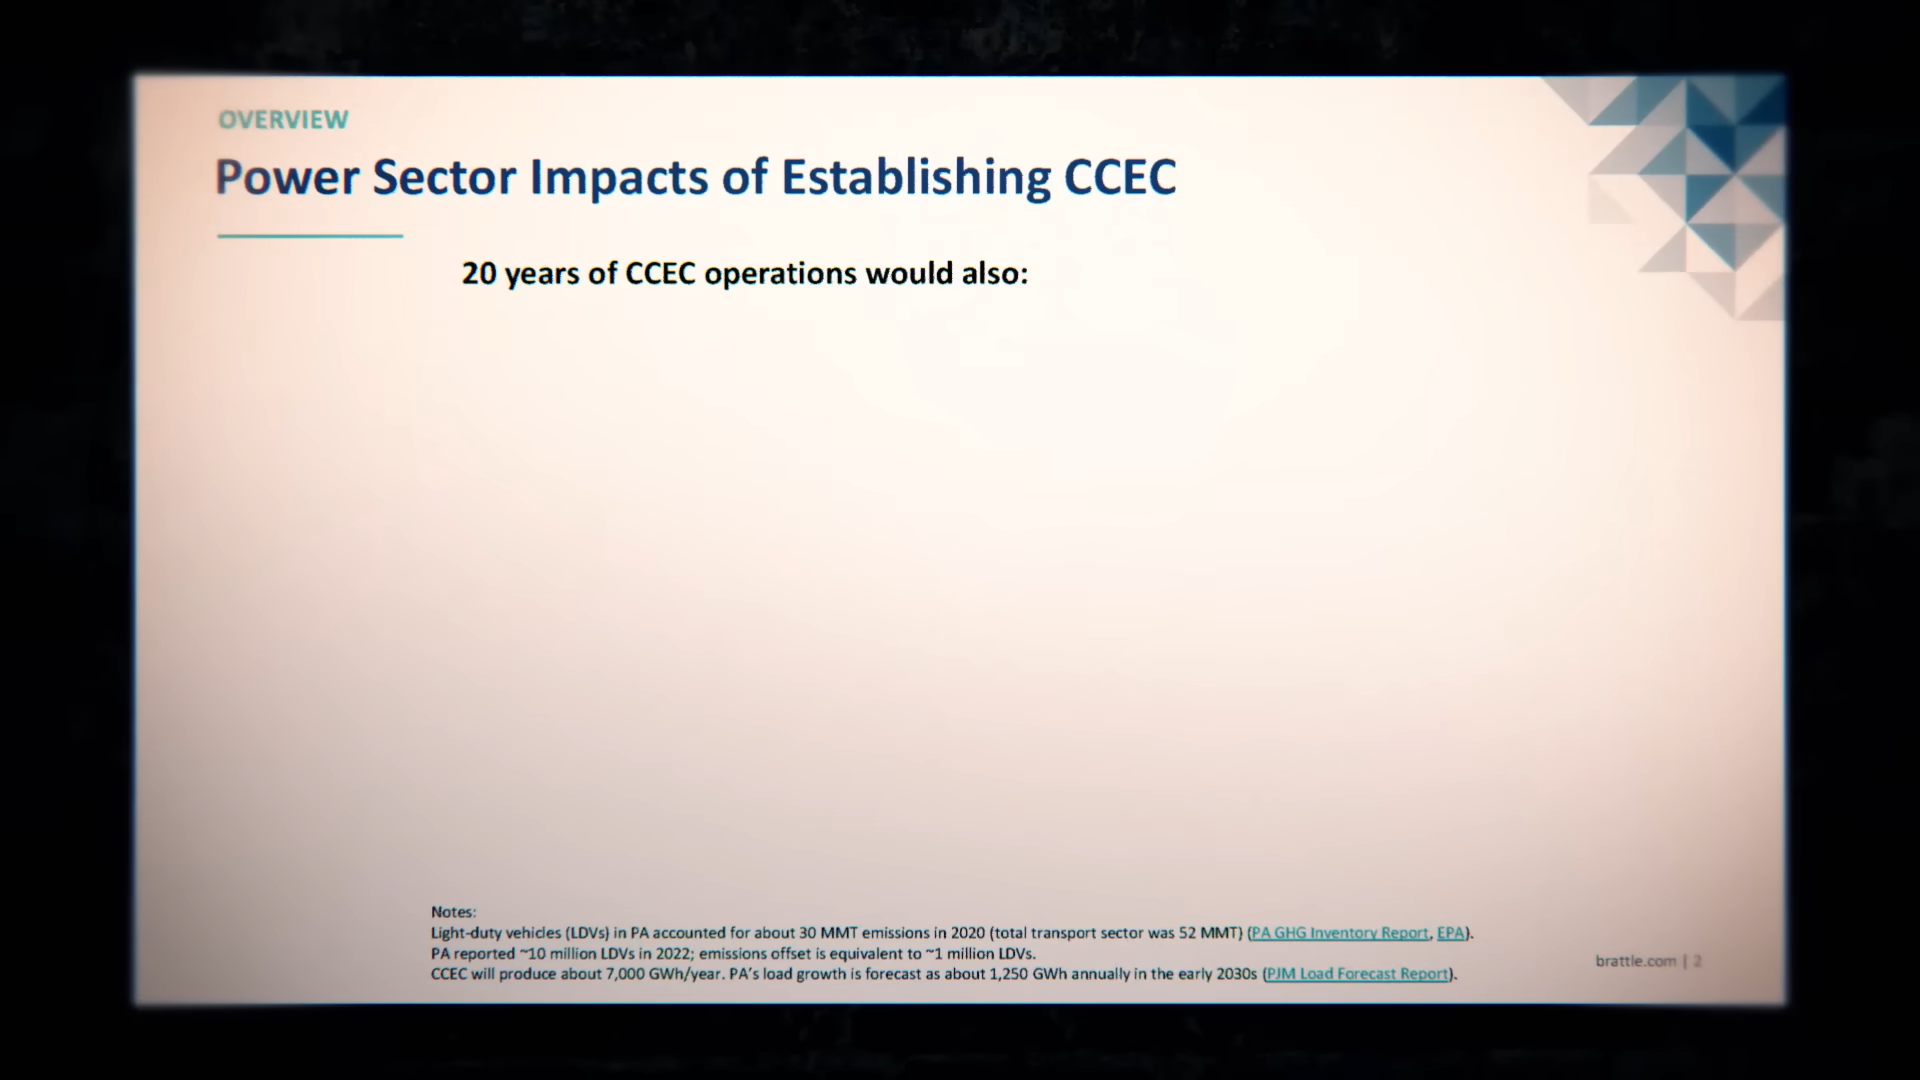 OVERVIEW
Power Sector Impacts of Establishing CCEC
20 years of CCEC operations would also:
Notes:
Light-duty vehicles (LDVs) in PA accounted for about 30 MMT emissions in 2020 (total transport sector was 52 MMT) (PA GHG Inventory Report, EPA).
PA reported ~10 million LDVs in 2022; emissions offset is equivalent to ~1 million LDVs.
CCEC will produce about 7,000 GWh/year. PA's load growth is forecast as about 1,250 GWh annually in the early 2030s (PJM Load Forecast Report).
brattle.com | 2